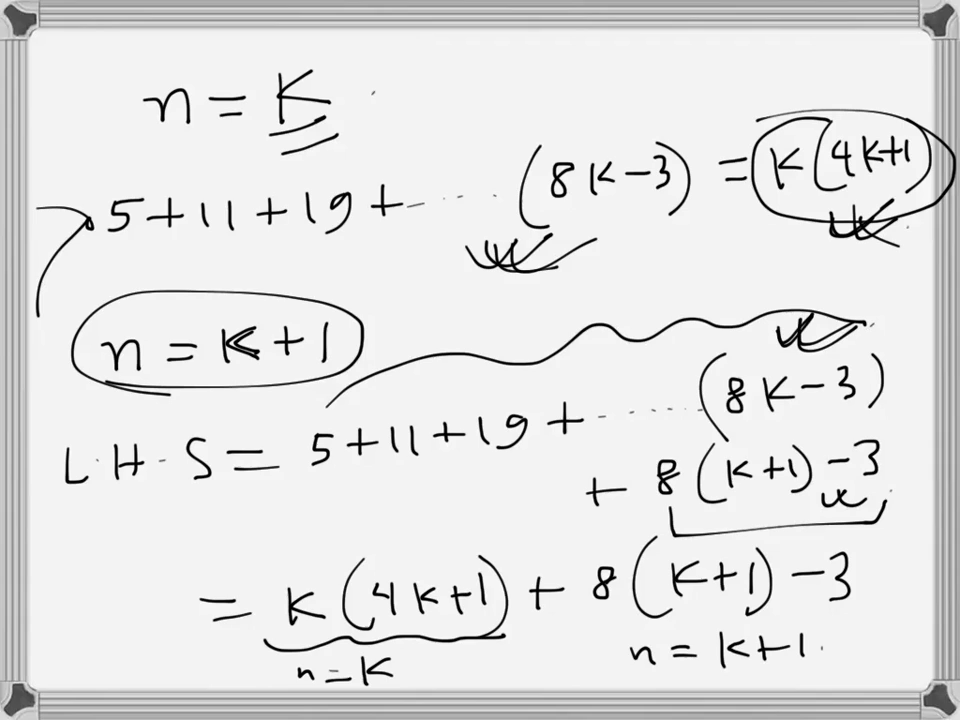 n = K
5 + 11 + 19 + ...... (8K - 3) = K(4K+1)
n = K + 1
L.H.S = 5 + 11 + 19 + ...... (8K - 3)
+ 8(K+1) - 3
= K(4K+1) + 8(K+1) - 3
n = K n = K+1.